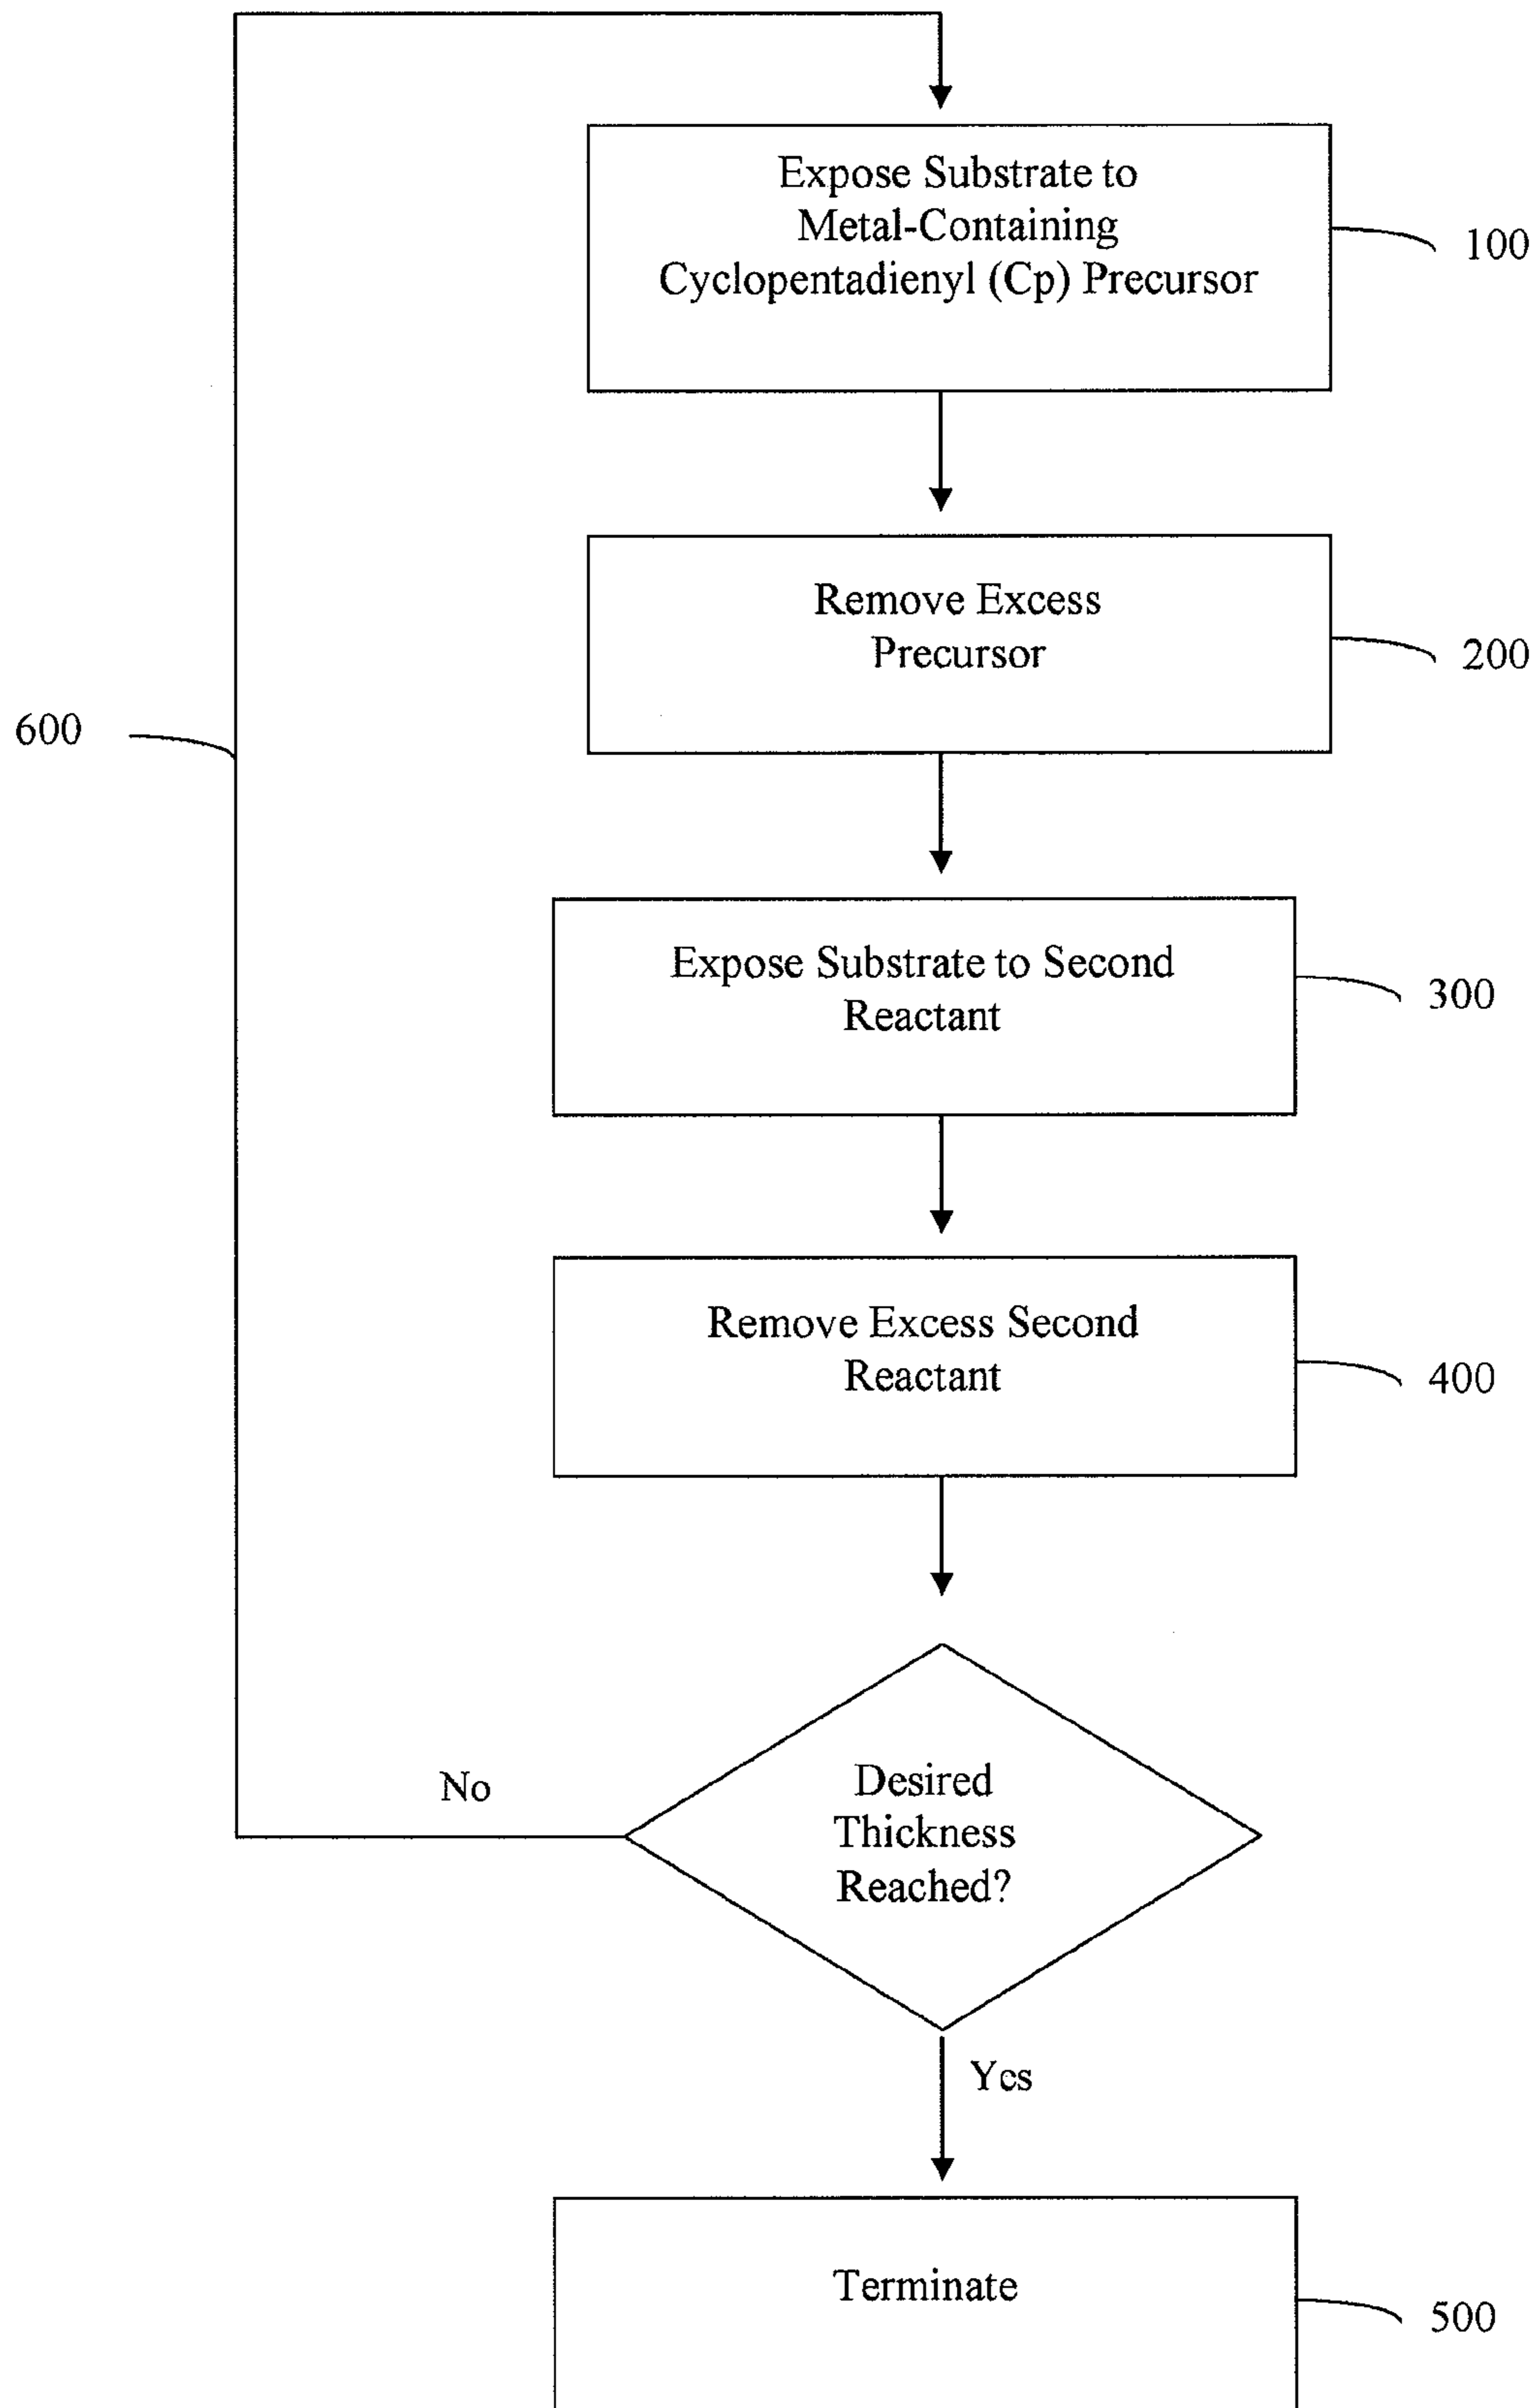 Expose Substrate to
Metal-Containing
Cyclopentadienyl (Cp) Precursor
100
Remove Excess
Precursor
200
600
Expose Substrate to Second
Reactant
300
Remove Excess Second
Reactant
400
Desired
Thickness
Reached?
No
Yes
Terminate
500